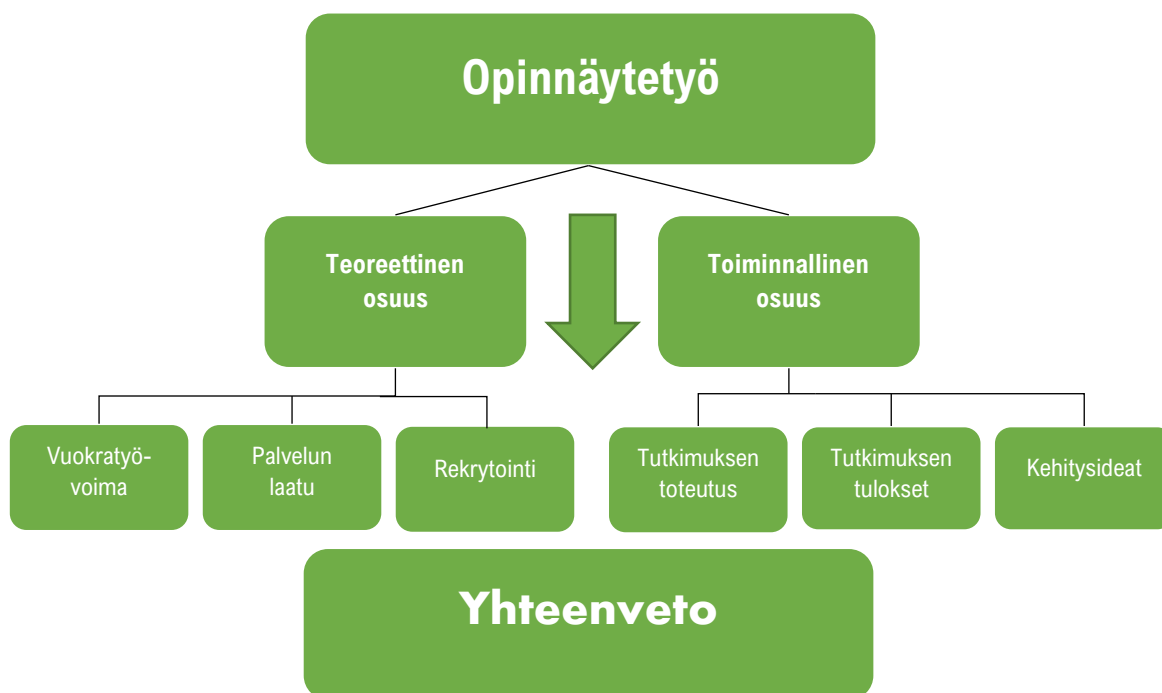 Opinnäytetyö
Teoreettinen
osuus
Toiminnallinen
osuus
Vuokratyö-
voima
Palvelun
laatu
Rekrytointi
Tutkimuksen
toteutus
Tutkimuksen
tulokset
Kehitysideat
Yhteenveto